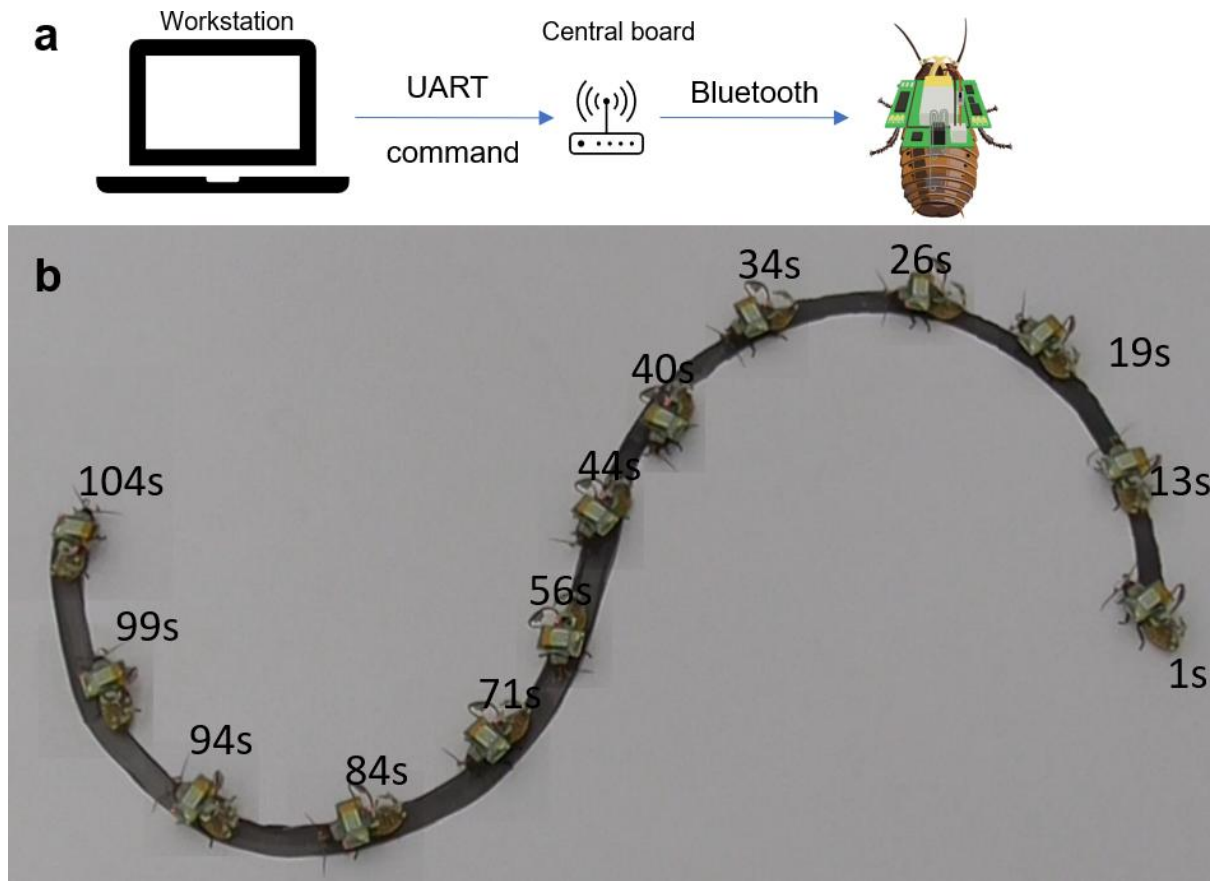 a
Workstation
UART
command
Central board
Bluetooth
b
34s
26s
19s
40s
104s
44s
13s
56s
99s
1s
71s
94s
84s